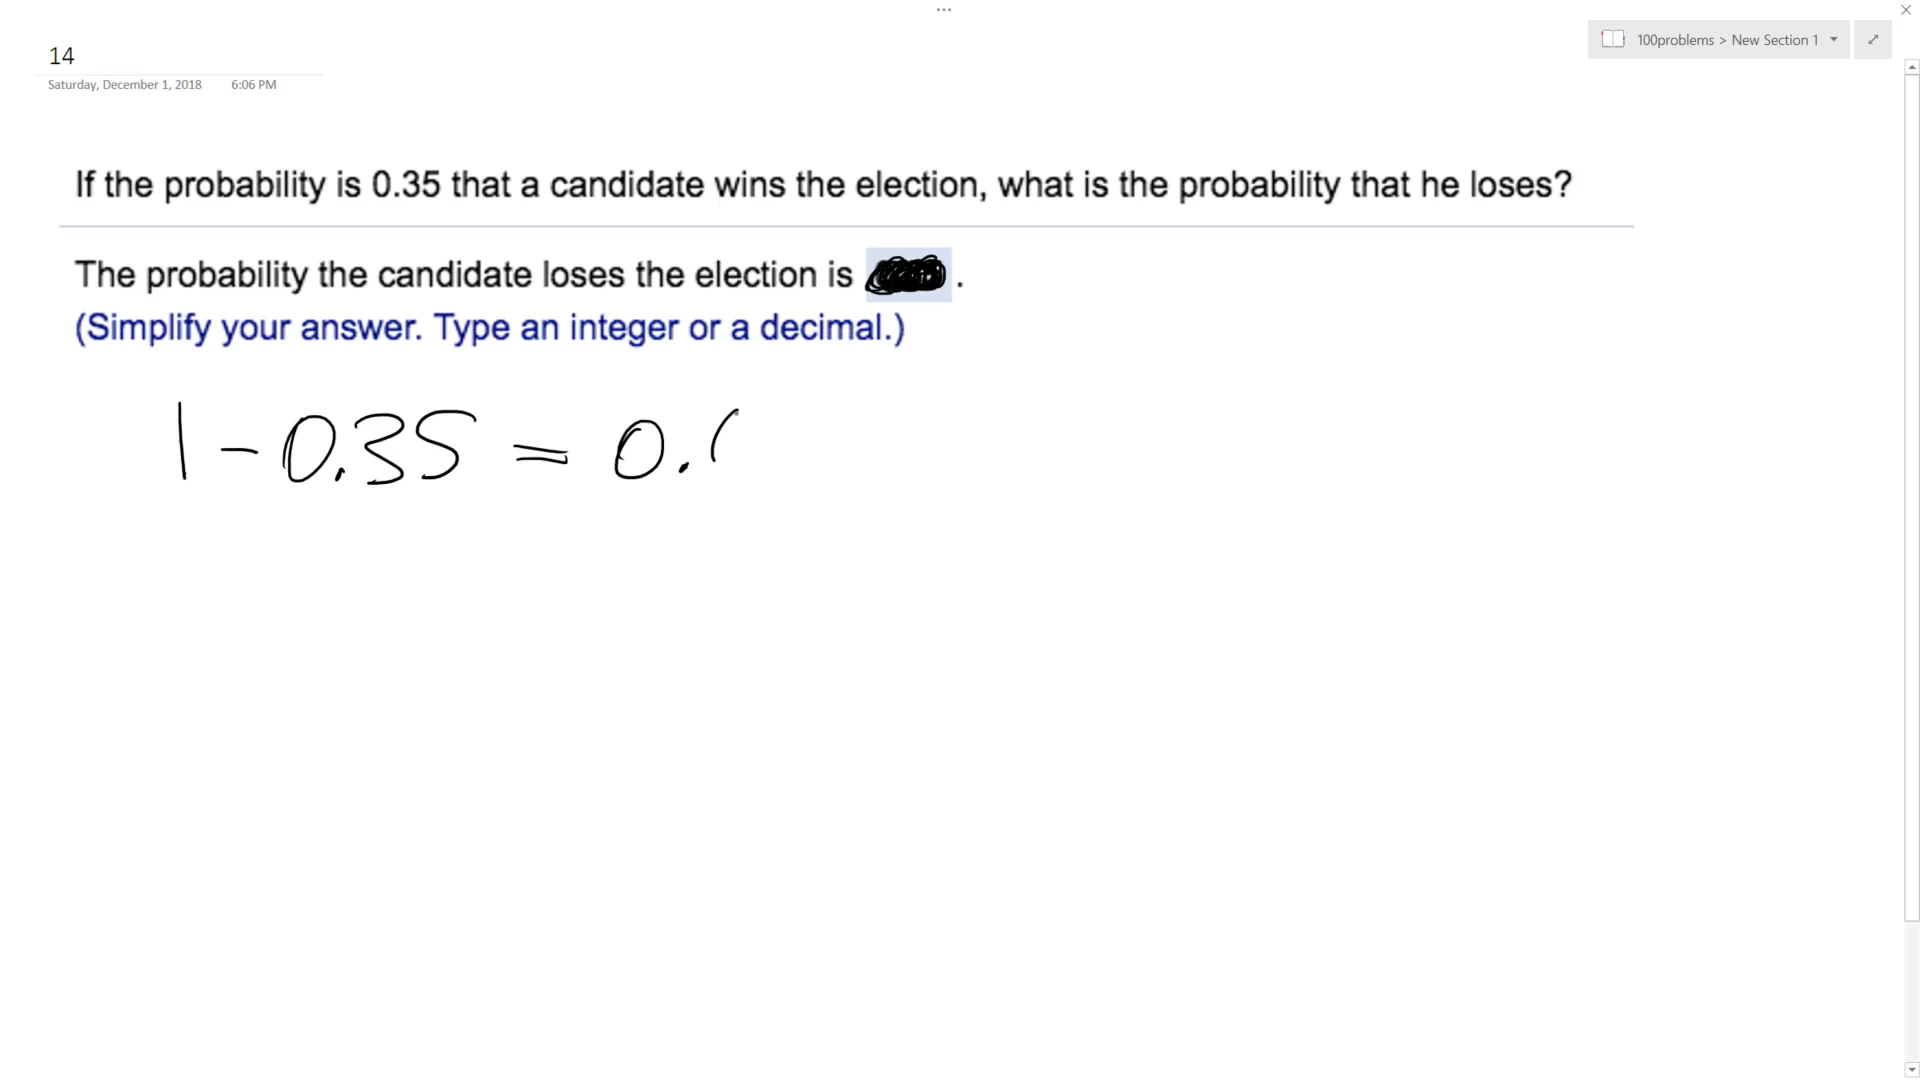 14
100problems > New Section 1
Saturday, December 1, 2018 6:06 PM
If the probability is 0.35 that a candidate wins the election, what is the probability that he loses?
The probability the candidate loses the election is .
(Simplify your answer. Type an integer or a decimal.)
1 - 0.35 = 0.